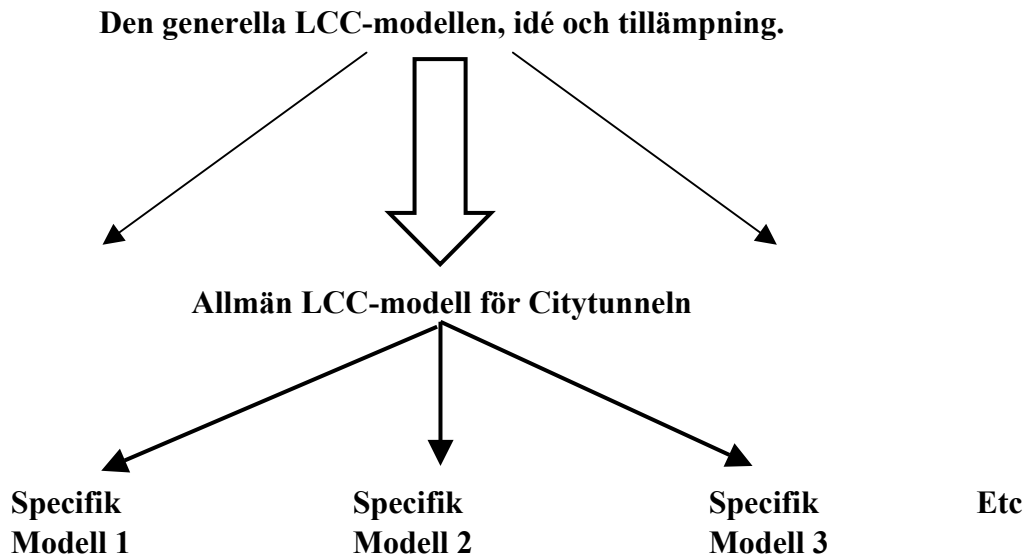 Den generella LCC-modellen, idé och tillämpning.
Allmän LCC-modell för Citytunneln
Specifik Specifik Specifik Etc
Modell 1 Modell 2 Modell 3